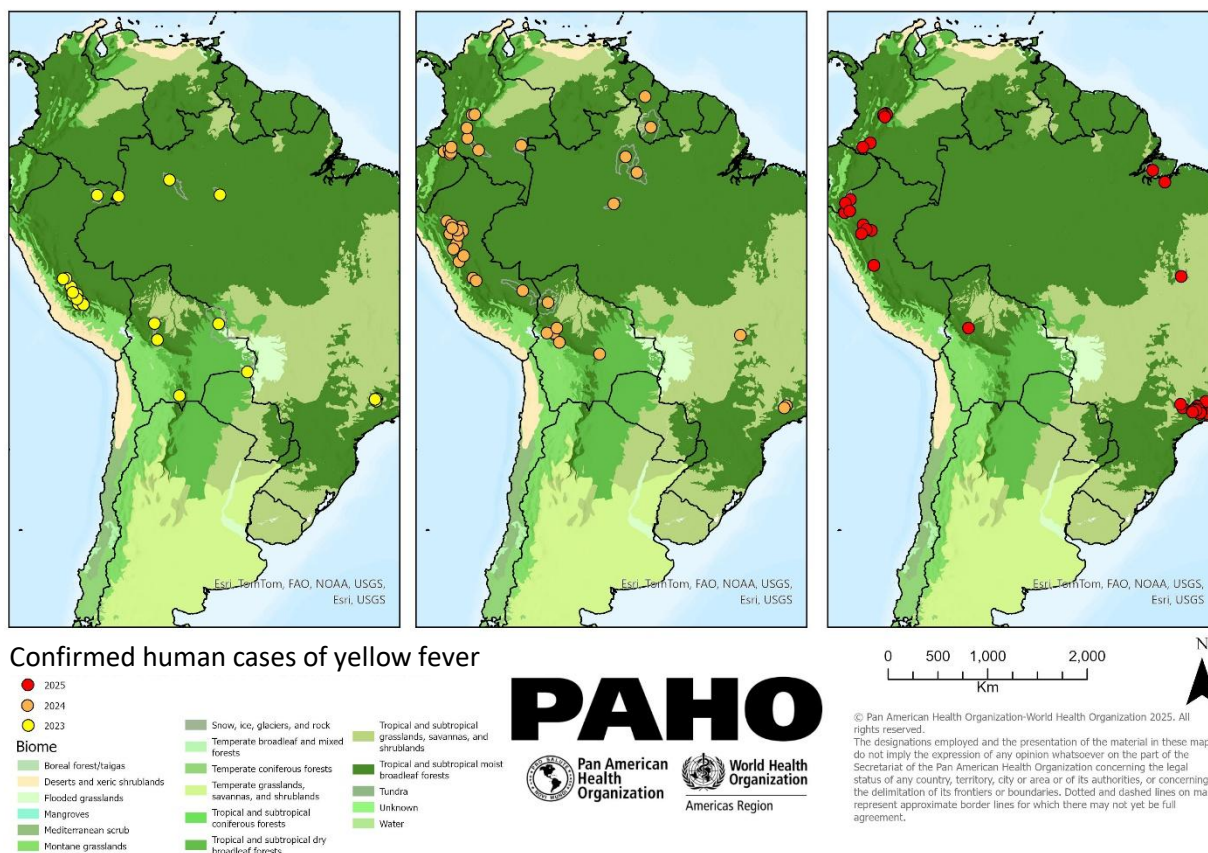 Esri, TomTom, FAO, NOAA, USGS,
Esri, USGS
Esri, TomTom, FAO, NOAA, USGS,
Esri, USGS
Esri, TomTom, FAO, NOAA, USGS,
Esri, USGS
Confirmed human cases of yellow fever
2025
2024
2023
Biome
Boreal forest/taigas
Deserts and xeric shrublands
Flooded grasslands
Mangroves
Mediterranean scrub
Montane grasslands
Snow, ice, glaciers, and rock
Temperate broadleaf and mixed
forests
Temperate coniferous forests
Temperate grasslands,
savannas, and shrublands
Tropical and subtropical
coniferous forests
Tropical and subtropical dry
broadleaf forests
Tropical and subtropical
grasslands, savannas, and
shrublands
Tropical and subtropical moist
broadleaf forests
Tundra
Unknown
Water
PAHO
PRO SALUTE
NOVI MUNDI
Pan American
Health
Organization
World Health
Organization
Americas Region
0 500 1,000 2,000
Km
N
© Pan American Health Organization-World Health Organization 2025. All
rights reserved.
The designations employed and the presentation of the material in these map
do not imply the expression of any opinion whatsoever on the part of the
Secretariat of the Pan American Health Organization concerning the legal
status of any country, territory, city or area or of its authorities, or concerning
the delimitation of its frontiers or boundaries. Dotted and dashed lines on ma
represent approximate border lines for which there may not yet be full
agreement.